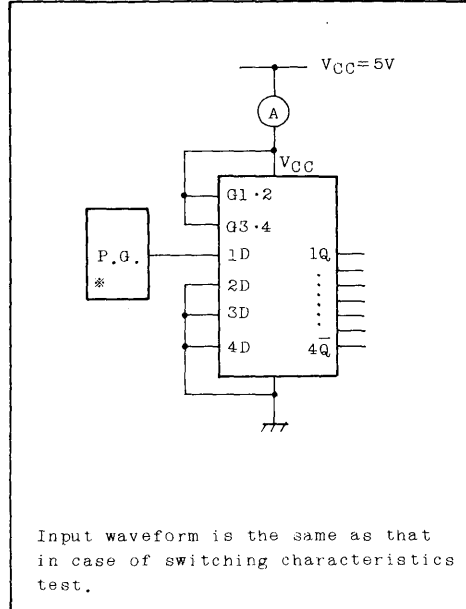 VCC=5V
A
VCC
G1·2
G3·4
P.G.
※
1D
1Q
2D
3D
4D
4Q̅
Input waveform is the same as that
in case of switching characteristics
test.